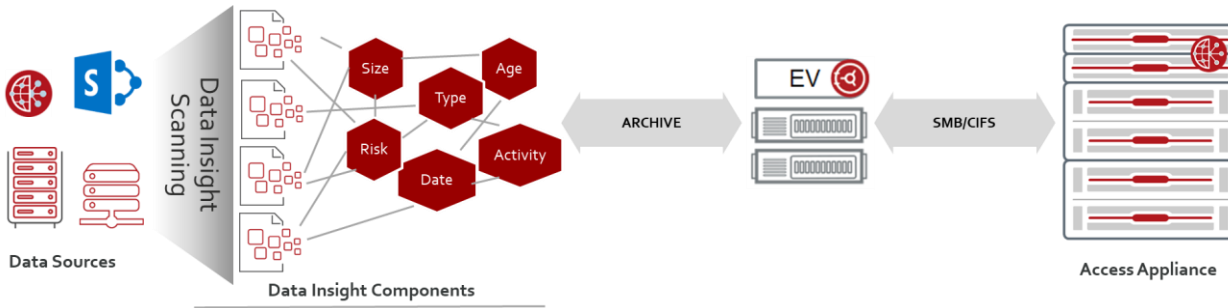 S
Data Insight
Scanning
Size
Age
Type
Risk
Activity
Date
ARCHIVE
EV
SMB/CIFS
Data Sources
Data Insight Components
Access Appliance